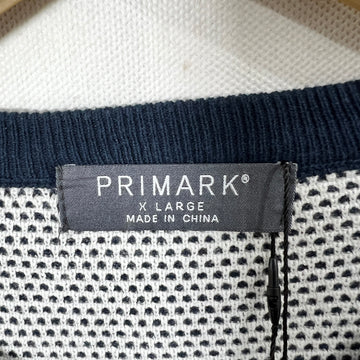 PRIMARK®
X LARGE
MADE IN CHINA